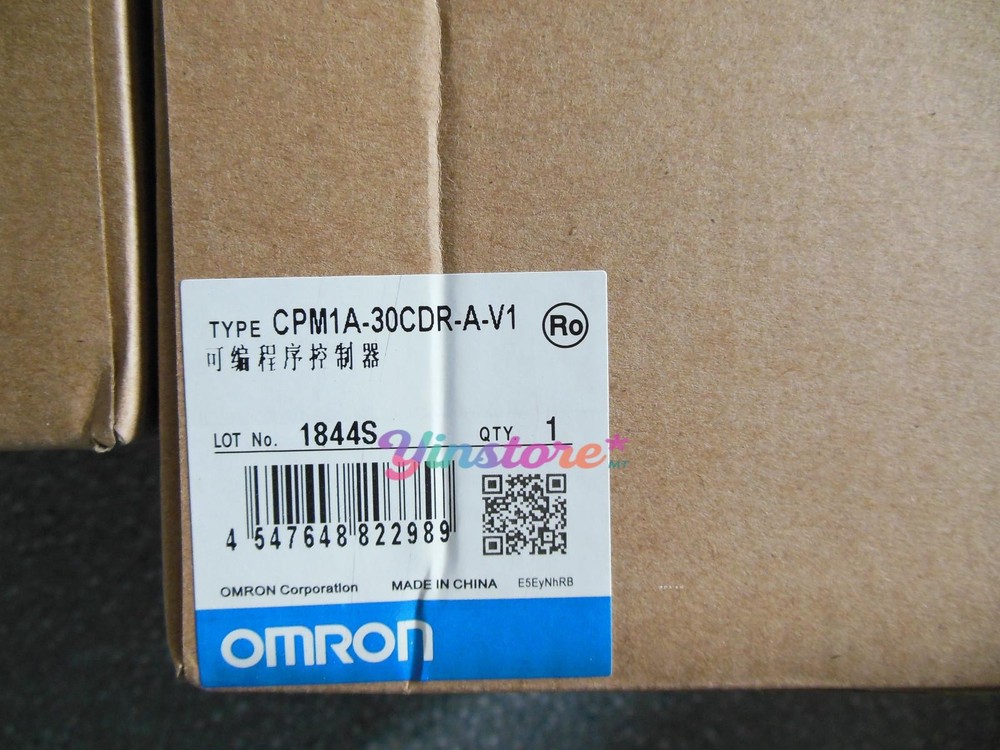 TYPE CPM1A-30CDR-A-V1 Ro
可编程序控制器
LOT No. 1844S QTY 1
Yinstore*
MT
4 547648 822989
OMRON Corporation MADE IN CHINA E5EyNhRB
OMRON